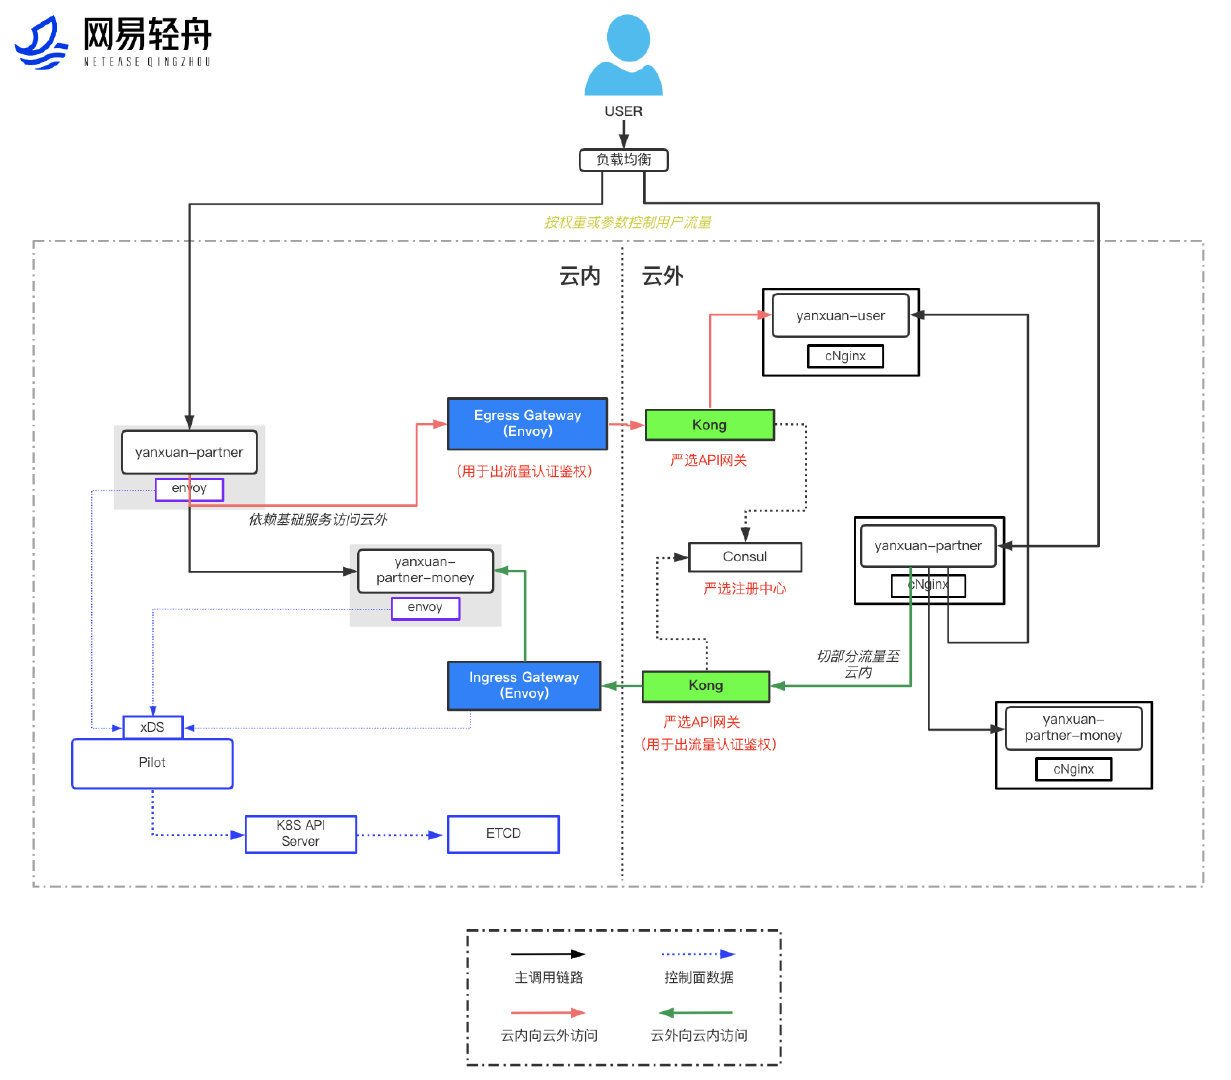 网易轻舟
NETEASE QINGZHOU
USER
负载均衡
按权重或参数控制用户流量
云内
云外
yanxuan-user
cNginx
Egress Gateway
(Envoy)
(用于出流量认证鉴权)
Kong
严选API网关
yanxuan-partner
envoy
依赖基础服务访问云外
yanxuan-
partner-money
envoy
Consul
严选注册中心
yanxuan-partner
cNginx
切部分流量至
云内
Ingress Gateway
(Envoy)
Kong
严选API网关
(用于出流量认证鉴权)
yanxuan-
partner-money
cNginx
xDS
Pilot
K8S API
Server
ETCD
主调用链路
控制面数据
云内向云外访问
云外向云内访问